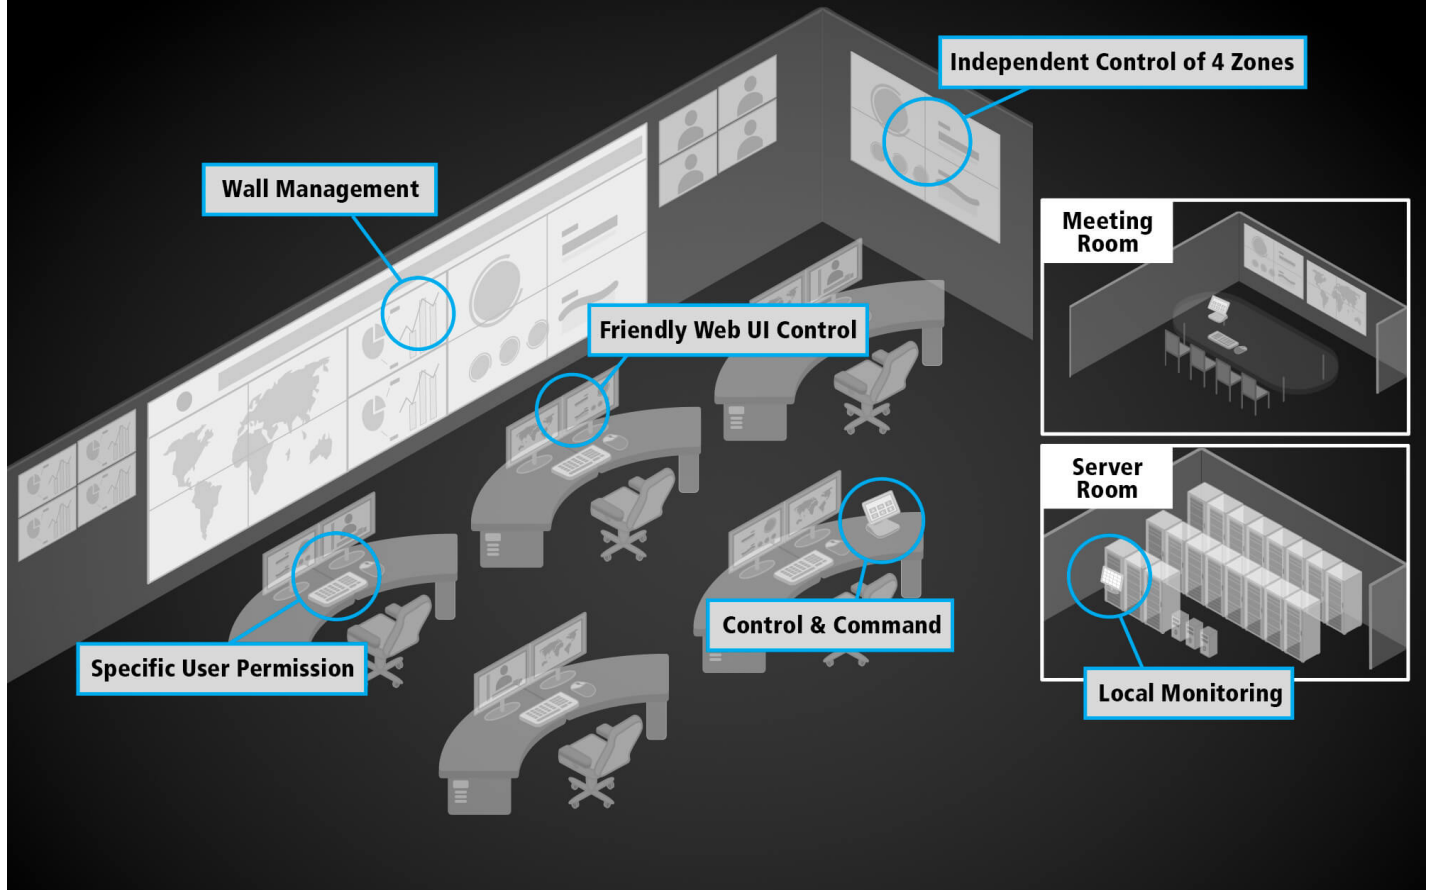 Independent Control of 4 Zones
Wall Management
Meeting
Room
Friendly Web UI Control
Server
Room
Control & Command
Specific User Permission
Local Monitoring